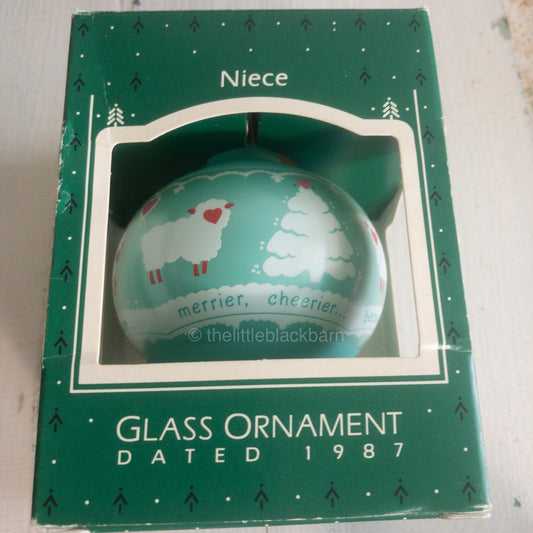 Niece
merrier, cheerier...
© thelittleblackbarn
GLASS ORNAMENT
DATED 1987